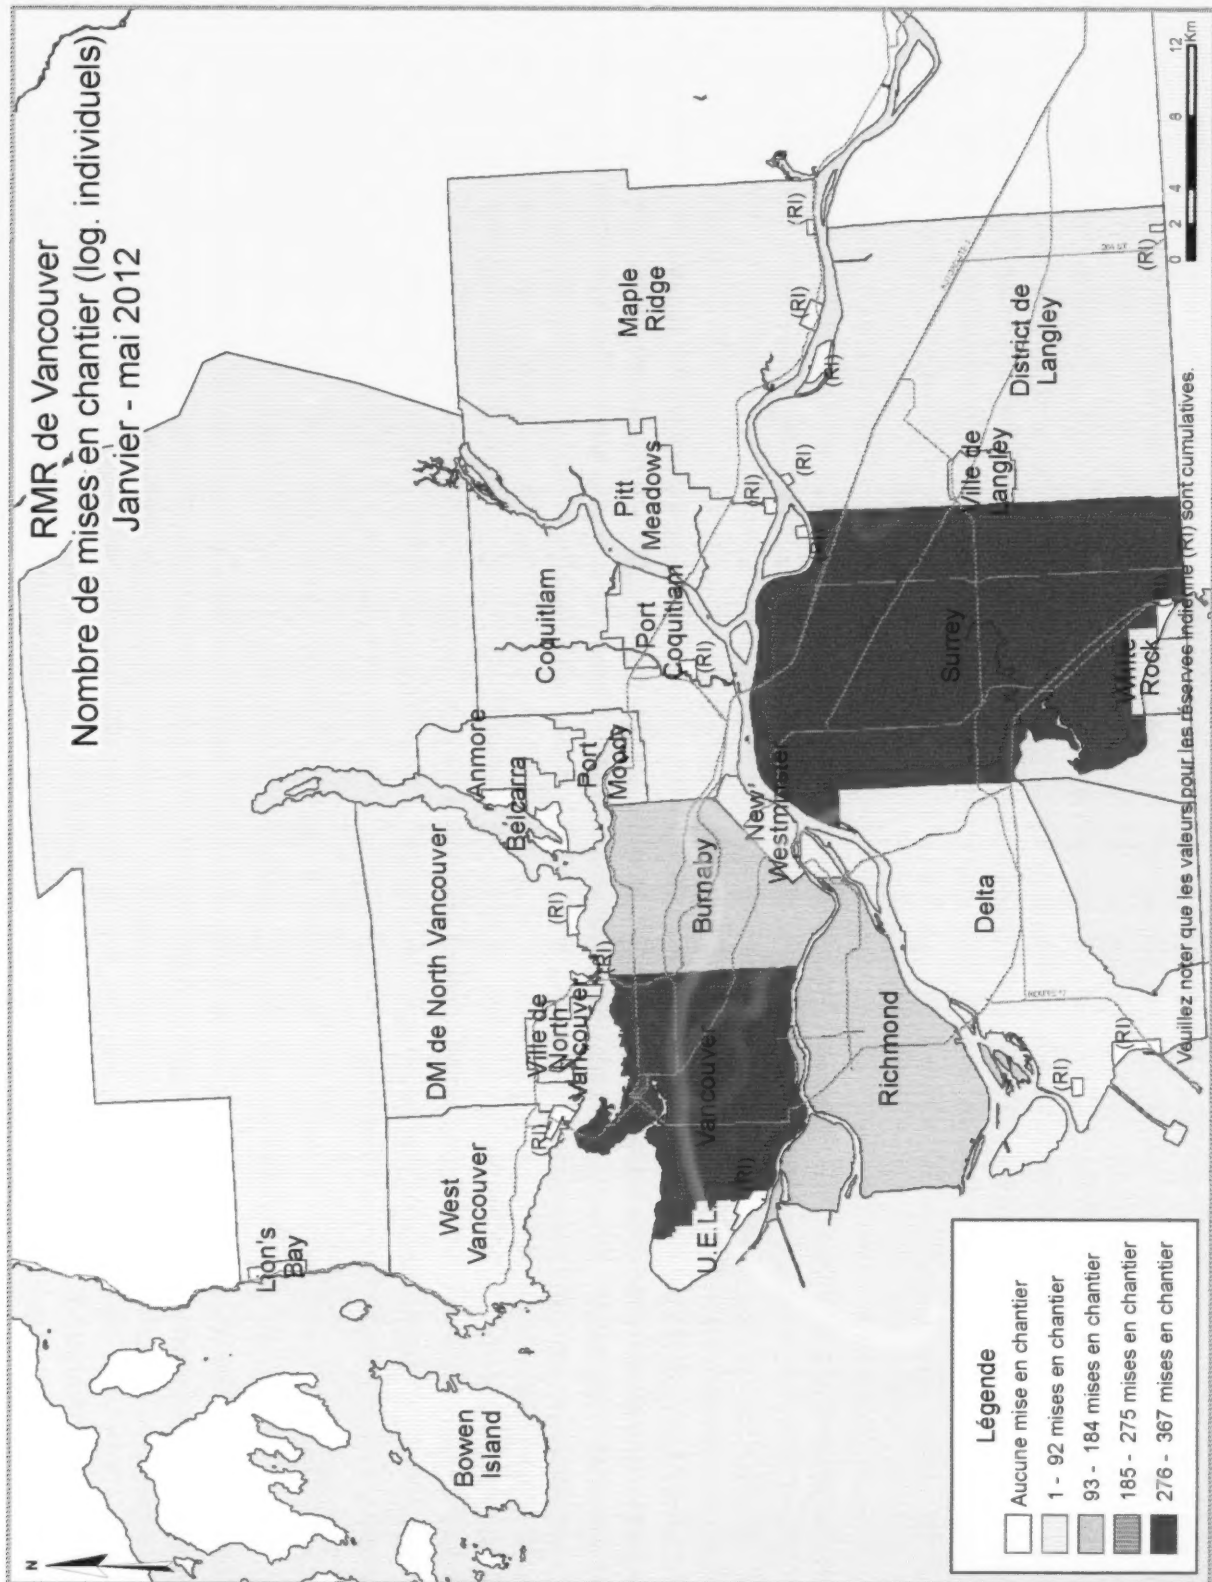 RMR de Vancouver
Nombre de mises en chantier (log. individuels)
Janvier - mai 2012
N
Lion's
Bay
Bowen
Island
West
Vancouver
DM de North Vancouver
Ville de
North
Vancouver
(RI)
(RI)
(RI)
Anmore
Belcarra
Port
Moody
Coquitlam
Port
Coquitlam
(RI)
Pitt
Meadows
(RI)
(RI)
(RI)
Maple
Ridge
(RI)
(RI)
(RI)
U.E.L.
(RI)
Vancouver
Burnaby
New
Westminster
Richmond
Delta
(RI)
(RI)
Surrey
White
Rock
Ville de
Langley
District de
Langley
(RI)
Légende
Aucune mise en chantier
1 - 92 mises en chantier
93 - 184 mises en chantier
185 - 275 mises en chantier
276 - 367 mises en chantier
Veuillez noter que les valeurs pour les réserves indienne (RI) sont cumulatives.
0 2 4 8 12
Km